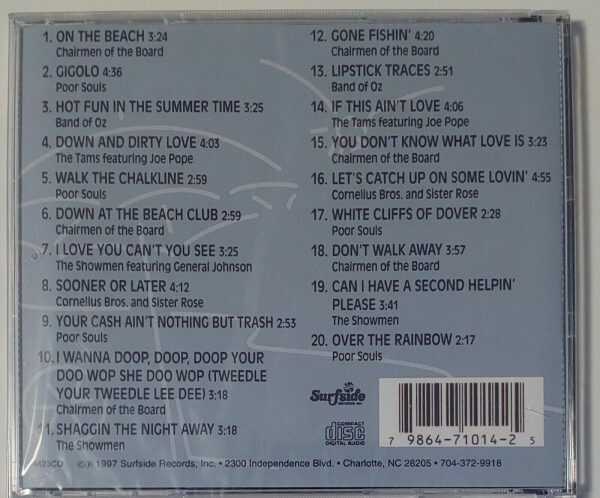 1. ON THE BEACH 3:24
Chairmen of the Board
2. GIGOLO 4:36
Poor Souls
3. HOT FUN IN THE SUMMER TIME 3:25
Band of Oz
4. DOWN AND DIRTY LOVE 4:03
The Tams featuring Joe Pope
5. WALK THE CHALKLINE 2:59
Poor Souls
6. DOWN AT THE BEACH CLUB 2:59
Chairmen of the Board
7. I LOVE YOU CAN'T YOU SEE 3:25
The Showmen featuring General Johnson
8. SOONER OR LATER 4:12
Cornelius Bros. and Sister Rose
9. YOUR CASH AIN'T NOTHING BUT TRASH 2:53
Poor Souls
10. I WANNA DOOP, DOOP, DOOP YOUR
DOO WOP SHE DOO WOP (TWEEDLE
YOUR TWEEDLE LEE DEE) 3:18
Chairmen of the Board
11. SHAGGIN THE NIGHT AWAY 3:18
The Showmen
12. GONE FISHIN' 4:20
Chairmen of the Board
13. LIPSTICK TRACES 2:51
Band of Oz
14. IF THIS AIN'T LOVE 4:06
The Tams featuring Joe Pope
15. YOU DON'T KNOW WHAT LOVE IS 3:23
Chairmen of the Board
16. LET'S CATCH UP ON SOME LOVIN' 4:55
Cornelius Bros. and Sister Rose
17. WHITE CLIFFS OF DOVER 2:28
Poor Souls
18. DON'T WALK AWAY 3:57
Chairmen of the Board
19. CAN I HAVE A SECOND HELPIN'
PLEASE 3:41
The Showmen
20. OVER THE RAINBOW 2:17
Poor Souls
Surfside
RECORDS, INC.
COMPACT
disc
DIGITAL AUDIO
7 9864-71014-2 5
©℗ 1997 Surfside Records, Inc. • 2300 Independence Blvd. • Charlotte, NC 28205 • 704-372-9918